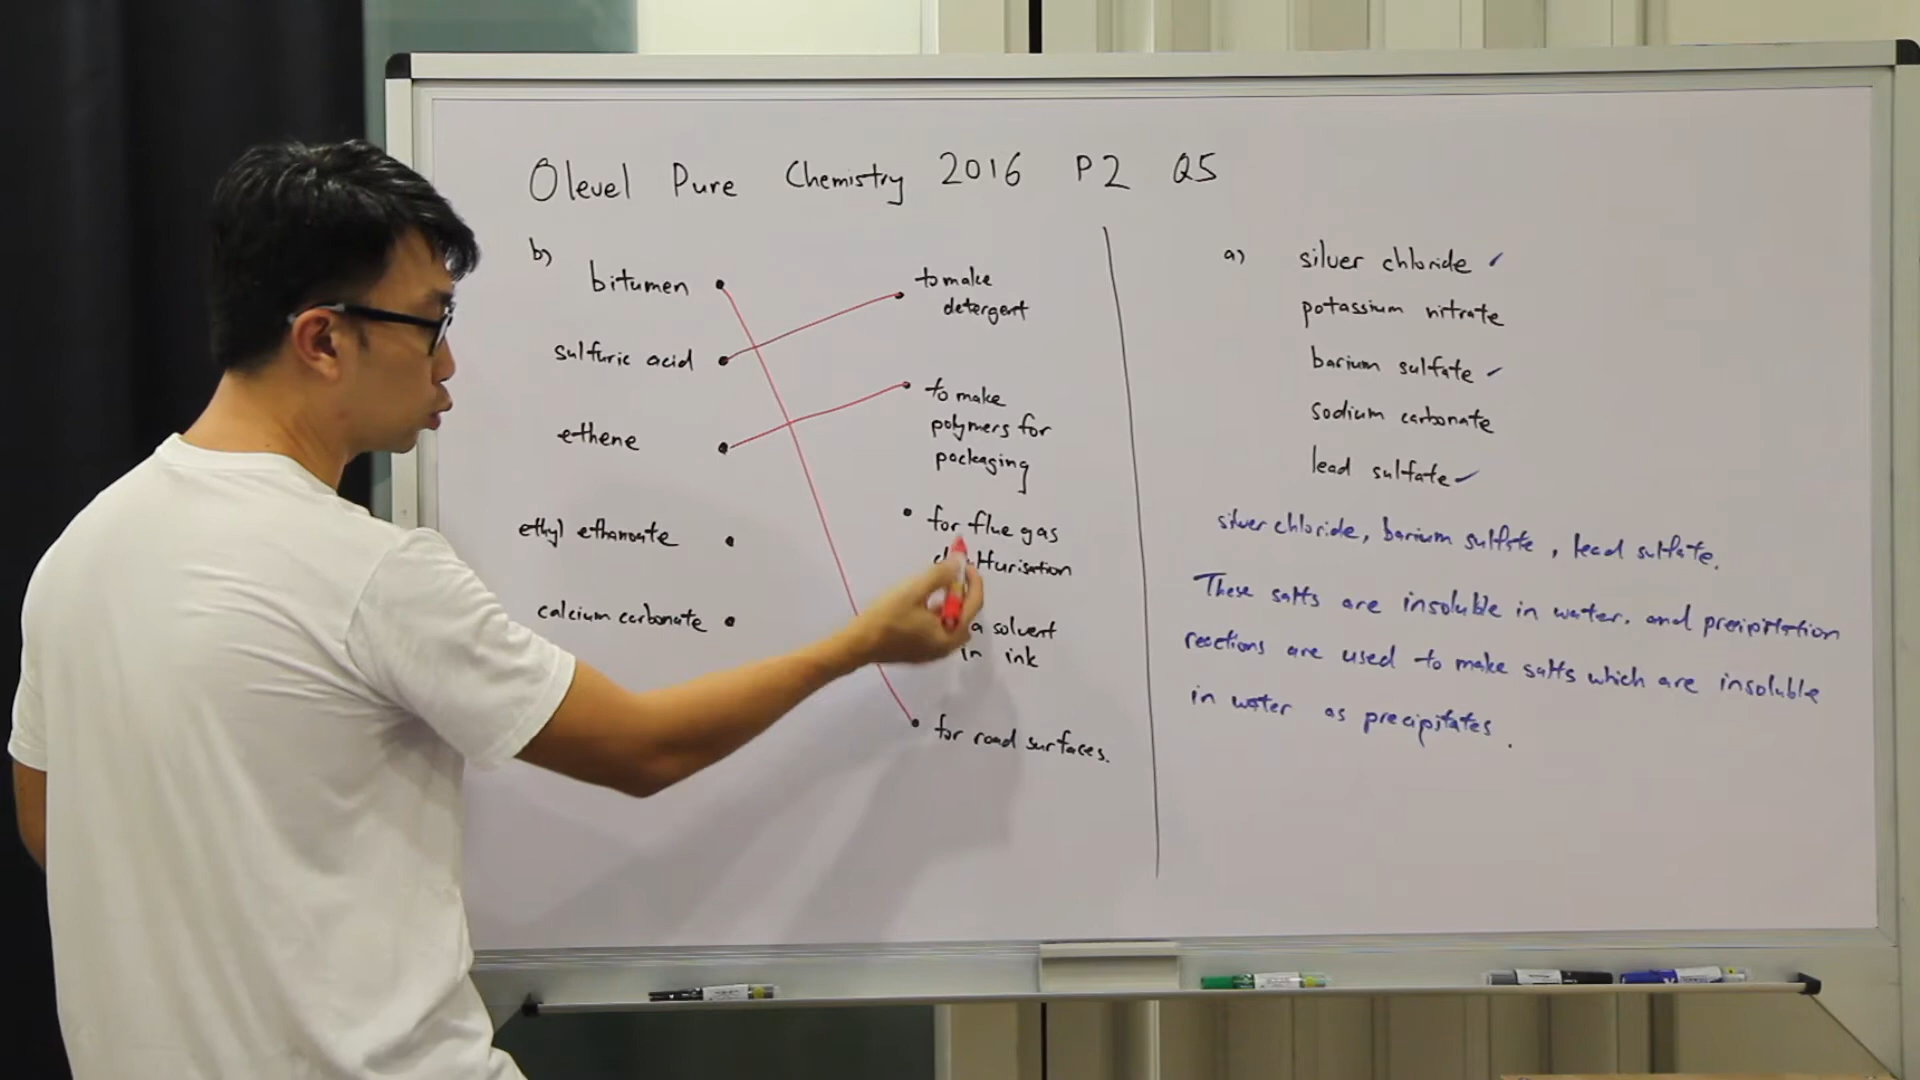 Olevel Pure Chemistry 2016 P2 Q5
b)
bitumen
sulfuric acid
ethene
ethyl ethanoate
calcium carbonate
to make
detergent
to make
polymers for
packaging
for flue gas
a solvent
in ink
for road surfaces.
a)
silver chloride ✓
potassium nitrate
barium sulfate ✓
sodium carbonate
lead sulfate ✓
silver chloride, barium sulfate, lead sulfate.
These salts are insoluble in water. and precipitation
reactions are used to make salts which are insoluble
in water as precipitates.